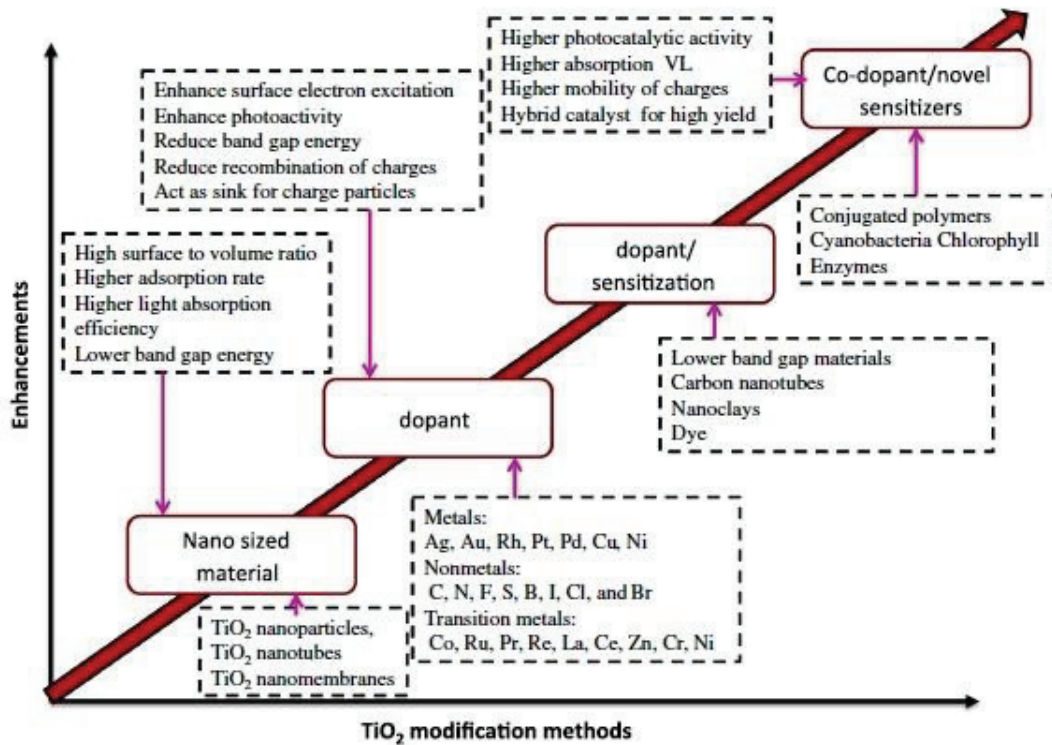 Higher photocatalytic activity
Higher absorption VL
Higher mobility of charges
Hybrid catalyst for high yield
Co-dopant/novel
sensitizers
Enhance surface electron excitation
Enhance photoactivity
Reduce band gap energy
Reduce recombination of charges
Act as sink for charge particles
Conjugated polymers
Cyanobacteria Chlorophyll
Enzymes
High surface to volume ratio
Higher adsorption rate
Higher light absorption
efficiency
Lower band gap energy
dopant/
sensitization
Lower band gap materials
Carbon nanotubes
Nanoclays
Dye
dopant
Enhancements
Metals:
Ag, Au, Rh, Pt, Pd, Cu, Ni
Nonmetals:
C, N, F, S, B, I, Cl, and Br
Transition metals:
Co, Ru, Pr, Re, La, Ce, Zn, Cr, Ni
Nano sized
material
TiO₂ nanoparticles,
TiO₂ nanotubes
TiO₂ nanomembranes
TiO₂ modification methods